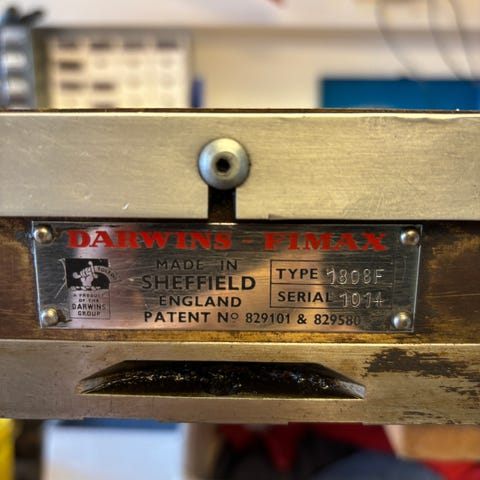 DARWINS - FIMAX
A PRODUCT
OF THE
DARWINS
GROUP
MADE IN
SHEFFIELD
ENGLAND
PATENT Nº 829101 & 829580
TYPE 1808F
SERIAL 1014